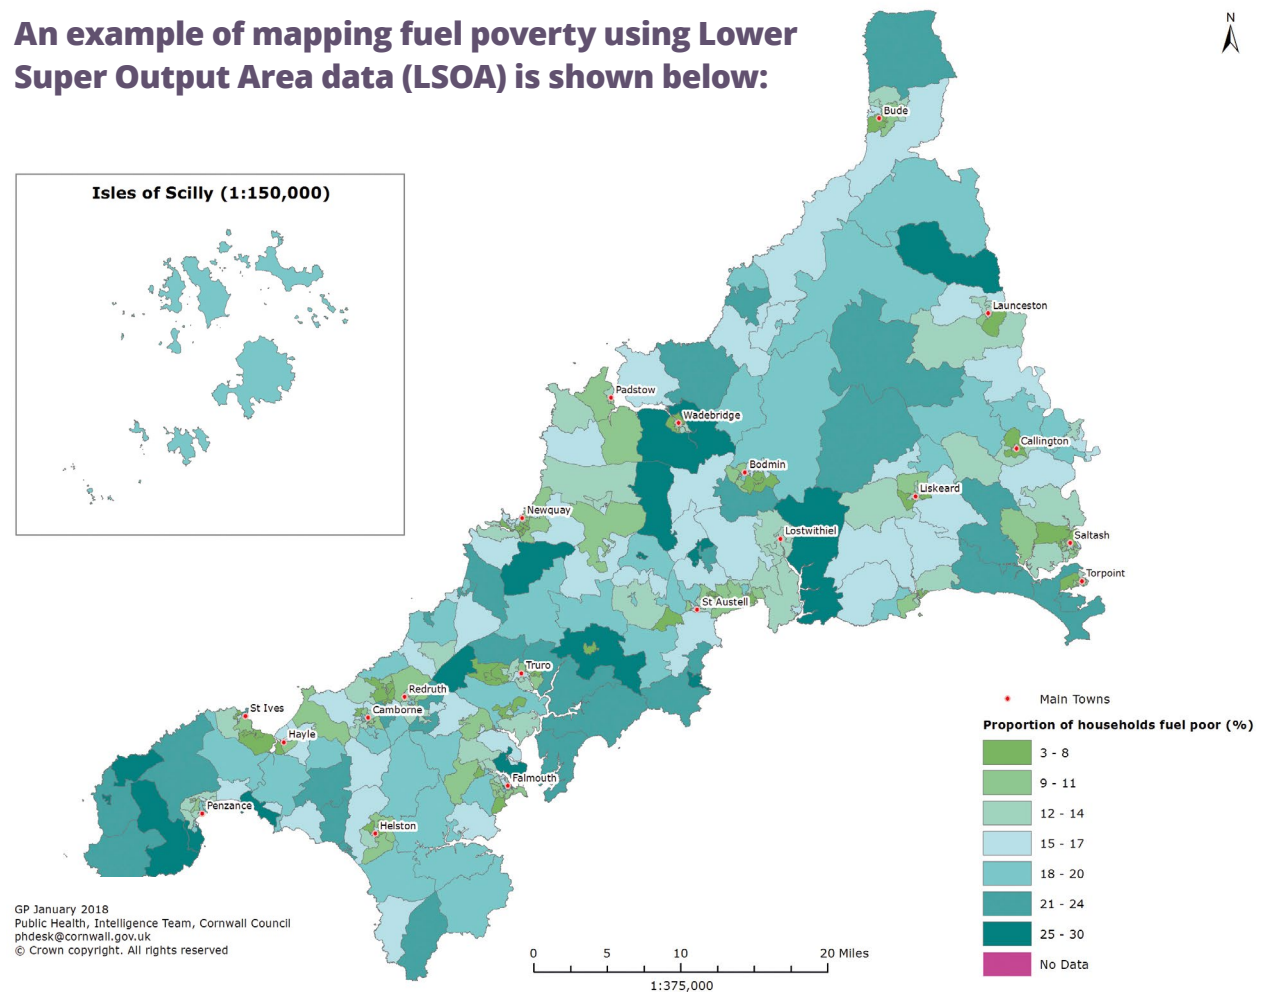 An example of mapping fuel poverty using Lower
Super Output Area data (LSOA) is shown below:
N
Isles of Scilly (1:150,000)
Bude
Launceston
Padstow
Wadebridge
Callington
Bodmin
Liskeard
Newquay
Lostwithiel
Saltash
Torpoint
St Austell
Truro
Redruth
St Ives
Camborne
Hayle
Falmouth
Penzance
Helston
Main Towns
Proportion of households fuel poor (%)
3 - 8
9 - 11
12 - 14
15 - 17
18 - 20
21 - 24
25 - 30
No Data
GP January 2018
Public Health, Intelligence Team, Cornwall Council
phdesk@cornwall.gov.uk
© Crown copyright. All rights reserved
0 5 10 20 Miles
1:375,000